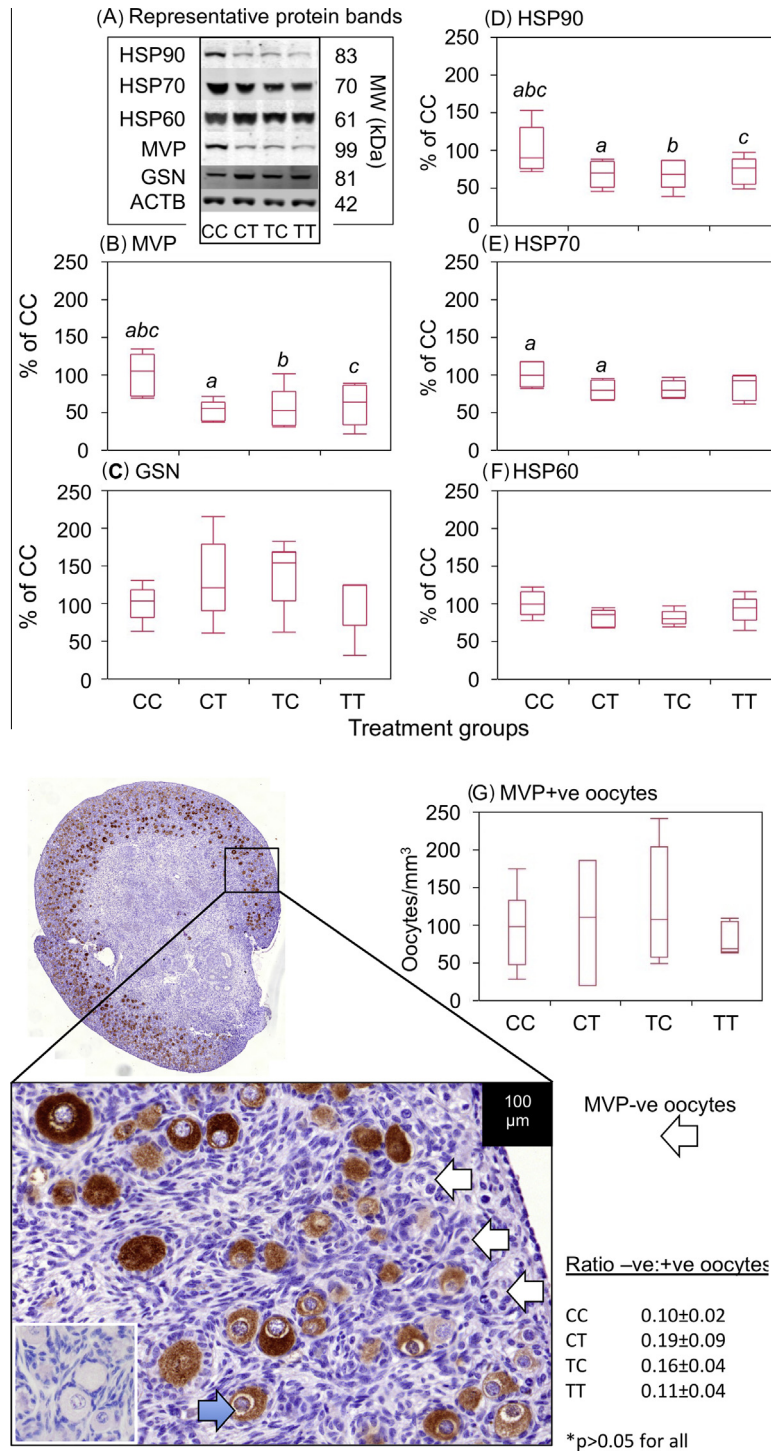 (A) Representative protein bands
HSP90 83
HSP70 70
HSP60 61
MVP 99
GSN 81
ACTB 42
MW (kDa)
CC CT TC TT
(B) MVP
% of CC
250
200
150
100
50
0
abc
a
b
c
(C) GSN
% of CC
250
200
150
100
50
0
CC CT TC TT
(D) HSP90
% of CC
250
200
150
100
50
0
abc
a
b
c
(E) HSP70
% of CC
250
200
150
100
50
0
a
a
(F) HSP60
% of CC
250
200
150
100
50
0
CC CT TC TT
Treatment groups
(G) MVP+ve oocytes
Oocytes/mm³
250
200
150
100
50
0
CC CT TC TT
100
µm
MVP-ve oocytes
Ratio –ve:+ve oocytes
CC 0.10±0.02
CT 0.19±0.09
TC 0.16±0.04
TT 0.11±0.04
*p>0.05 for all